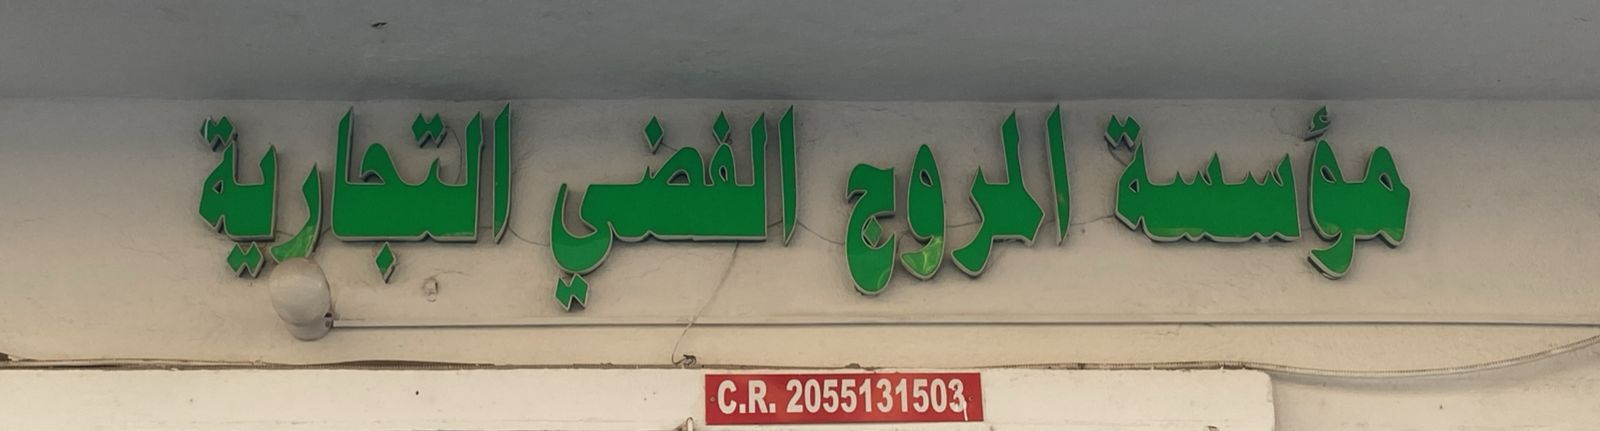 مؤسسة المروج الفضي التجارية
C.R. 2055131503